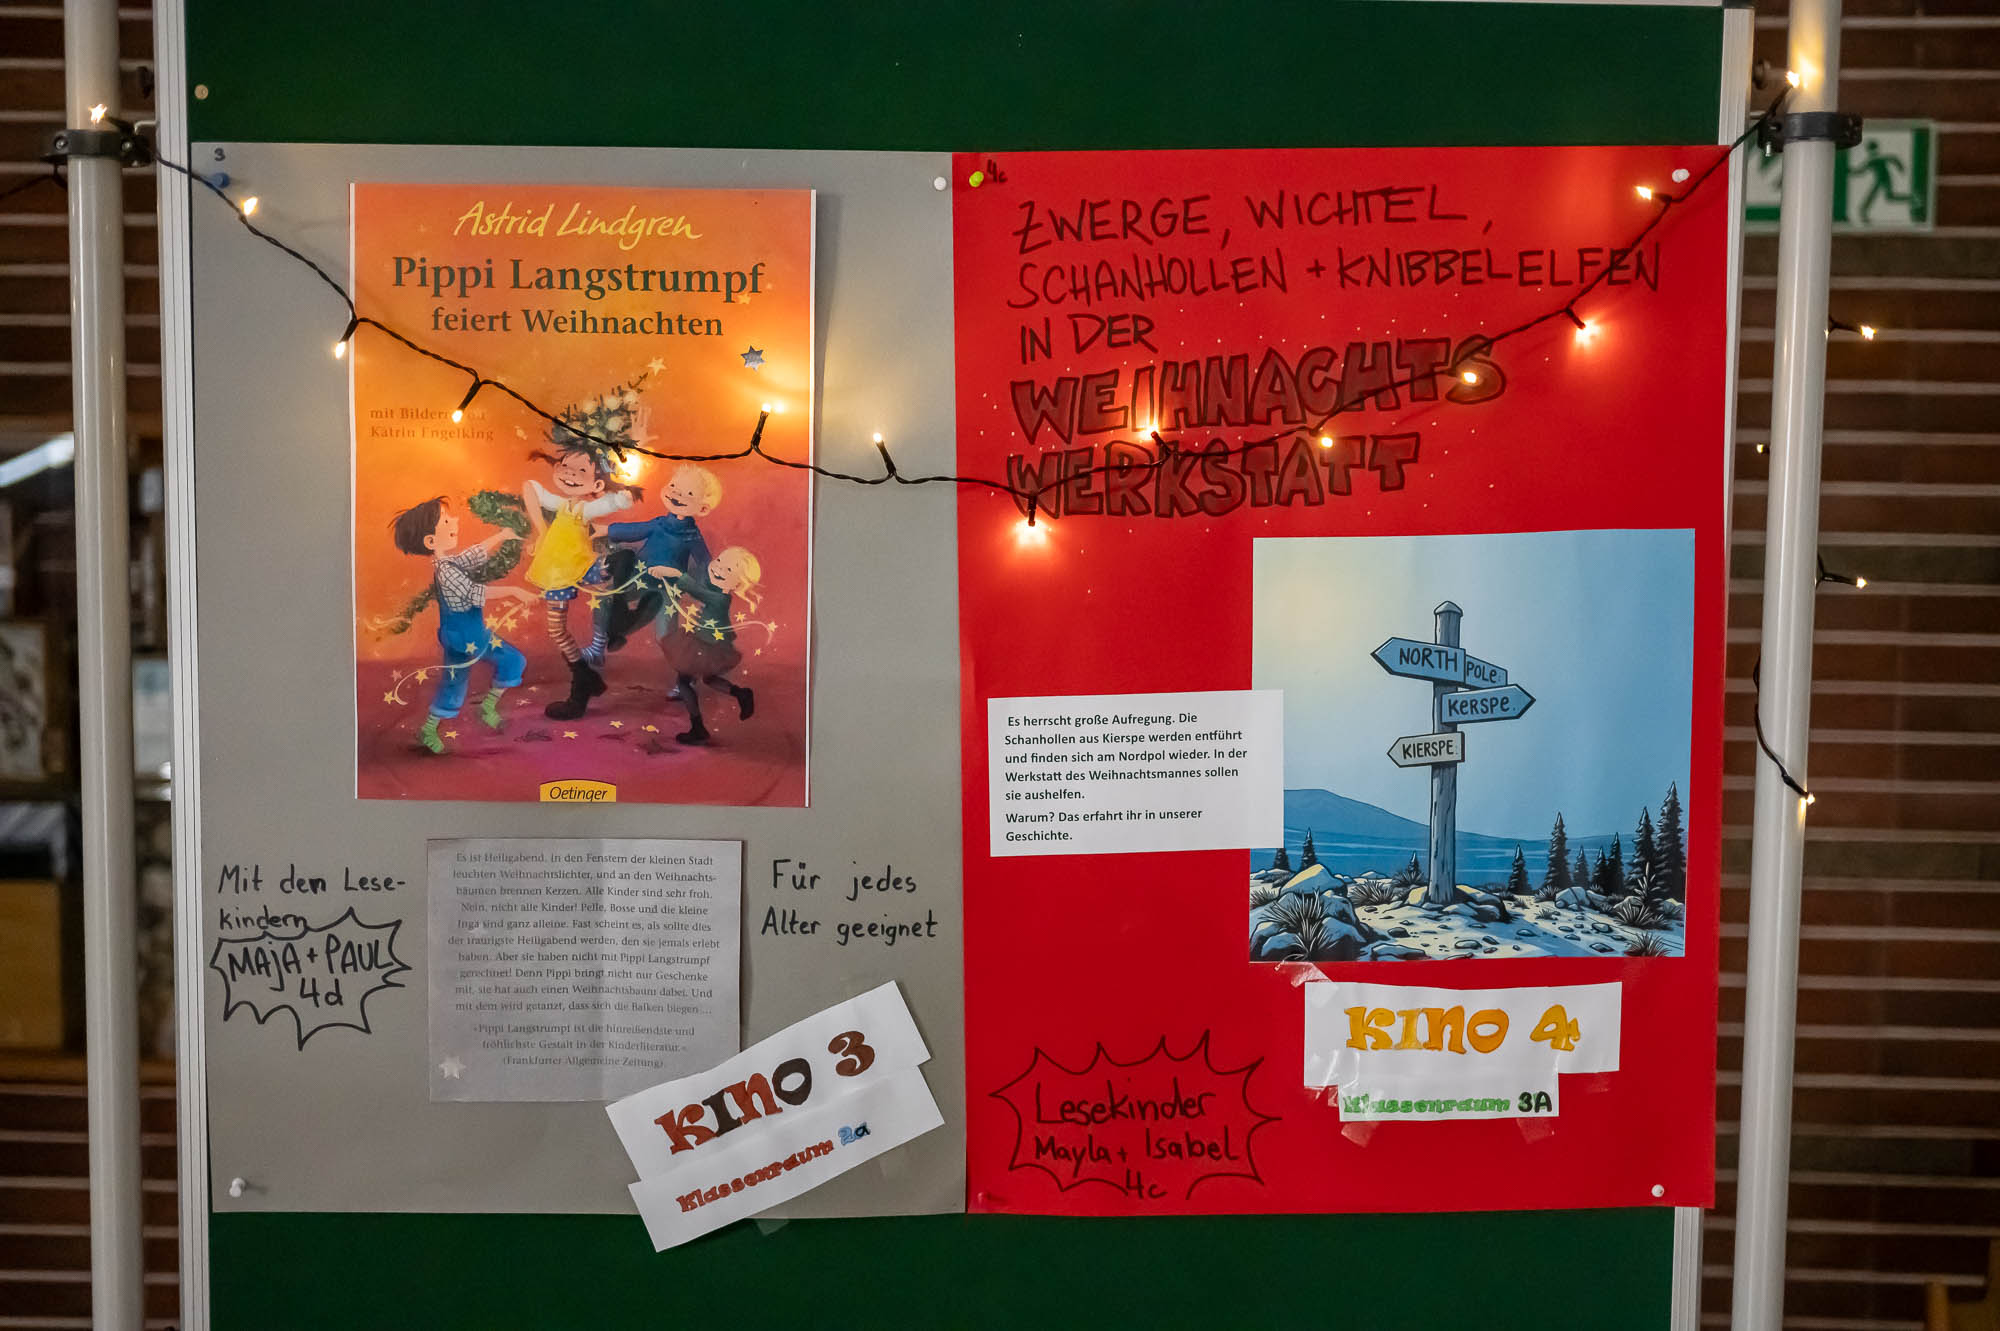 3
Astrid Lindgren
Pippi Langstrumpf
feiert Weihnachten
mit Bildern von
Katrin Engelking
Oetinger
Mit den Lese-
kindern
MAJA + PAUL
4d
Es ist Heiligabend. In den Fenstern der kleinen Stadt
leuchten Weihnachtslichter, und an den Weihnachts-
bäumen brennen Kerzen. Alle Kinder sind sehr froh.
Nein, nicht alle Kinder! Pelle, Bosse und die kleine
Inga sind ganz alleine. Fast scheint es, als sollte dies
der traurigste Heiligabend werden, den sie jemals erlebt
haben. Aber sie haben nicht mit Pippi Langstrumpf
gerechnet! Denn Pippi bringt nicht nur Geschenke
mit, sie hat auch einen Weihnachtsbaum dabei. Und
mit dem wird getanzt, dass sich die Balken biegen ...
»Pippi Langstrumpf ist die hinreißendste und
fröhlichste Gestalt in der Kinderliteratur.«
(Frankfurter Allgemeine Zeitung)
Für jedes
Alter geeignet
KINO 3
Klassenraum 2a
4c
ZWERGE, WICHTEL,
SCHANHOLLEN + KNIBBELELFEN
IN DER
WEIHNACHTS
WERKSTATT
Es herrscht große Aufregung. Die
Schanhollen aus Kierspe werden entführt
und finden sich am Nordpol wieder. In der
Werkstatt des Weihnachtsmannes sollen
sie aushelfen.
Warum? Das erfahrt ihr in unserer
Geschichte.
NORTH POLE.
KERSPE.
KIERSPE.
KINO 4
Klassenraum 3A
Lesekinder
Mayla + Isabel
4c